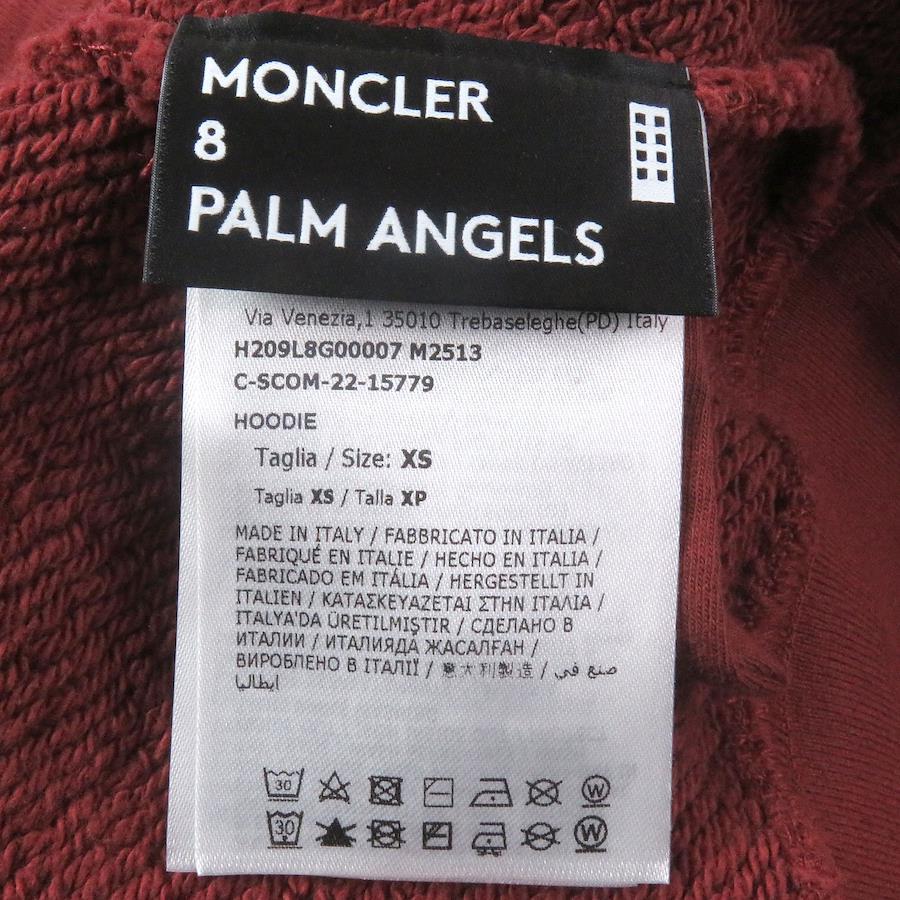 MONCLER
8
PALM ANGELS
Via Venezia,1 35010 Trebaseleghe(PD) Italy
H209L8G00007 M2513
C-SCOM-22-15779
HOODIE
Taglia / Size: XS
Taglia XS / Talla XP
MADE IN ITALY / FABBRICATO IN ITALIA /
FABRIQUÉ EN ITALIE / HECHO EN ITALIA /
FABRICADO EM ITÁLIA / HERGESTELLT IN
ITALIEN / ΚΑΤΑΣΚΕΥΑΖΕΤΑΙ ΣΤΗΝ ΙΤΑΛΙΑ /
ITALYA'DA ÜRETILMIŞTIR / СДЕЛАНО В
ИТАЛИИ / ИТАЛИЯДА ЖАСАЛҒАН /
ВИРОБЛЕНО В ІТАЛІЇ / 意大利製造 / صنع في
ايطاليا
30 W
30 W